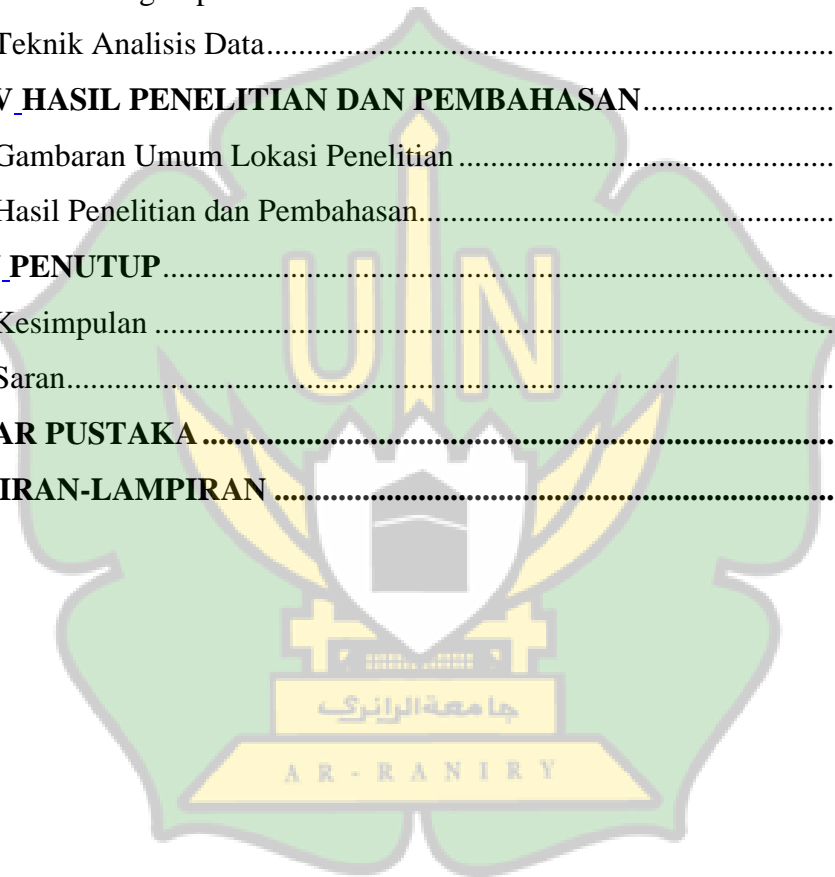 Teknik Analisis Data
V HASIL PENELITIAN DAN PEMBAHASAN
Gambaran Umum Lokasi Penelitian
Hasil Penelitian dan Pembahasan
PENUTUP
Kesimpulan
Saran
AR PUSTAKA
IRAN-LAMPIRAN
UIN
جامعة الرانري
AR-RANIRY